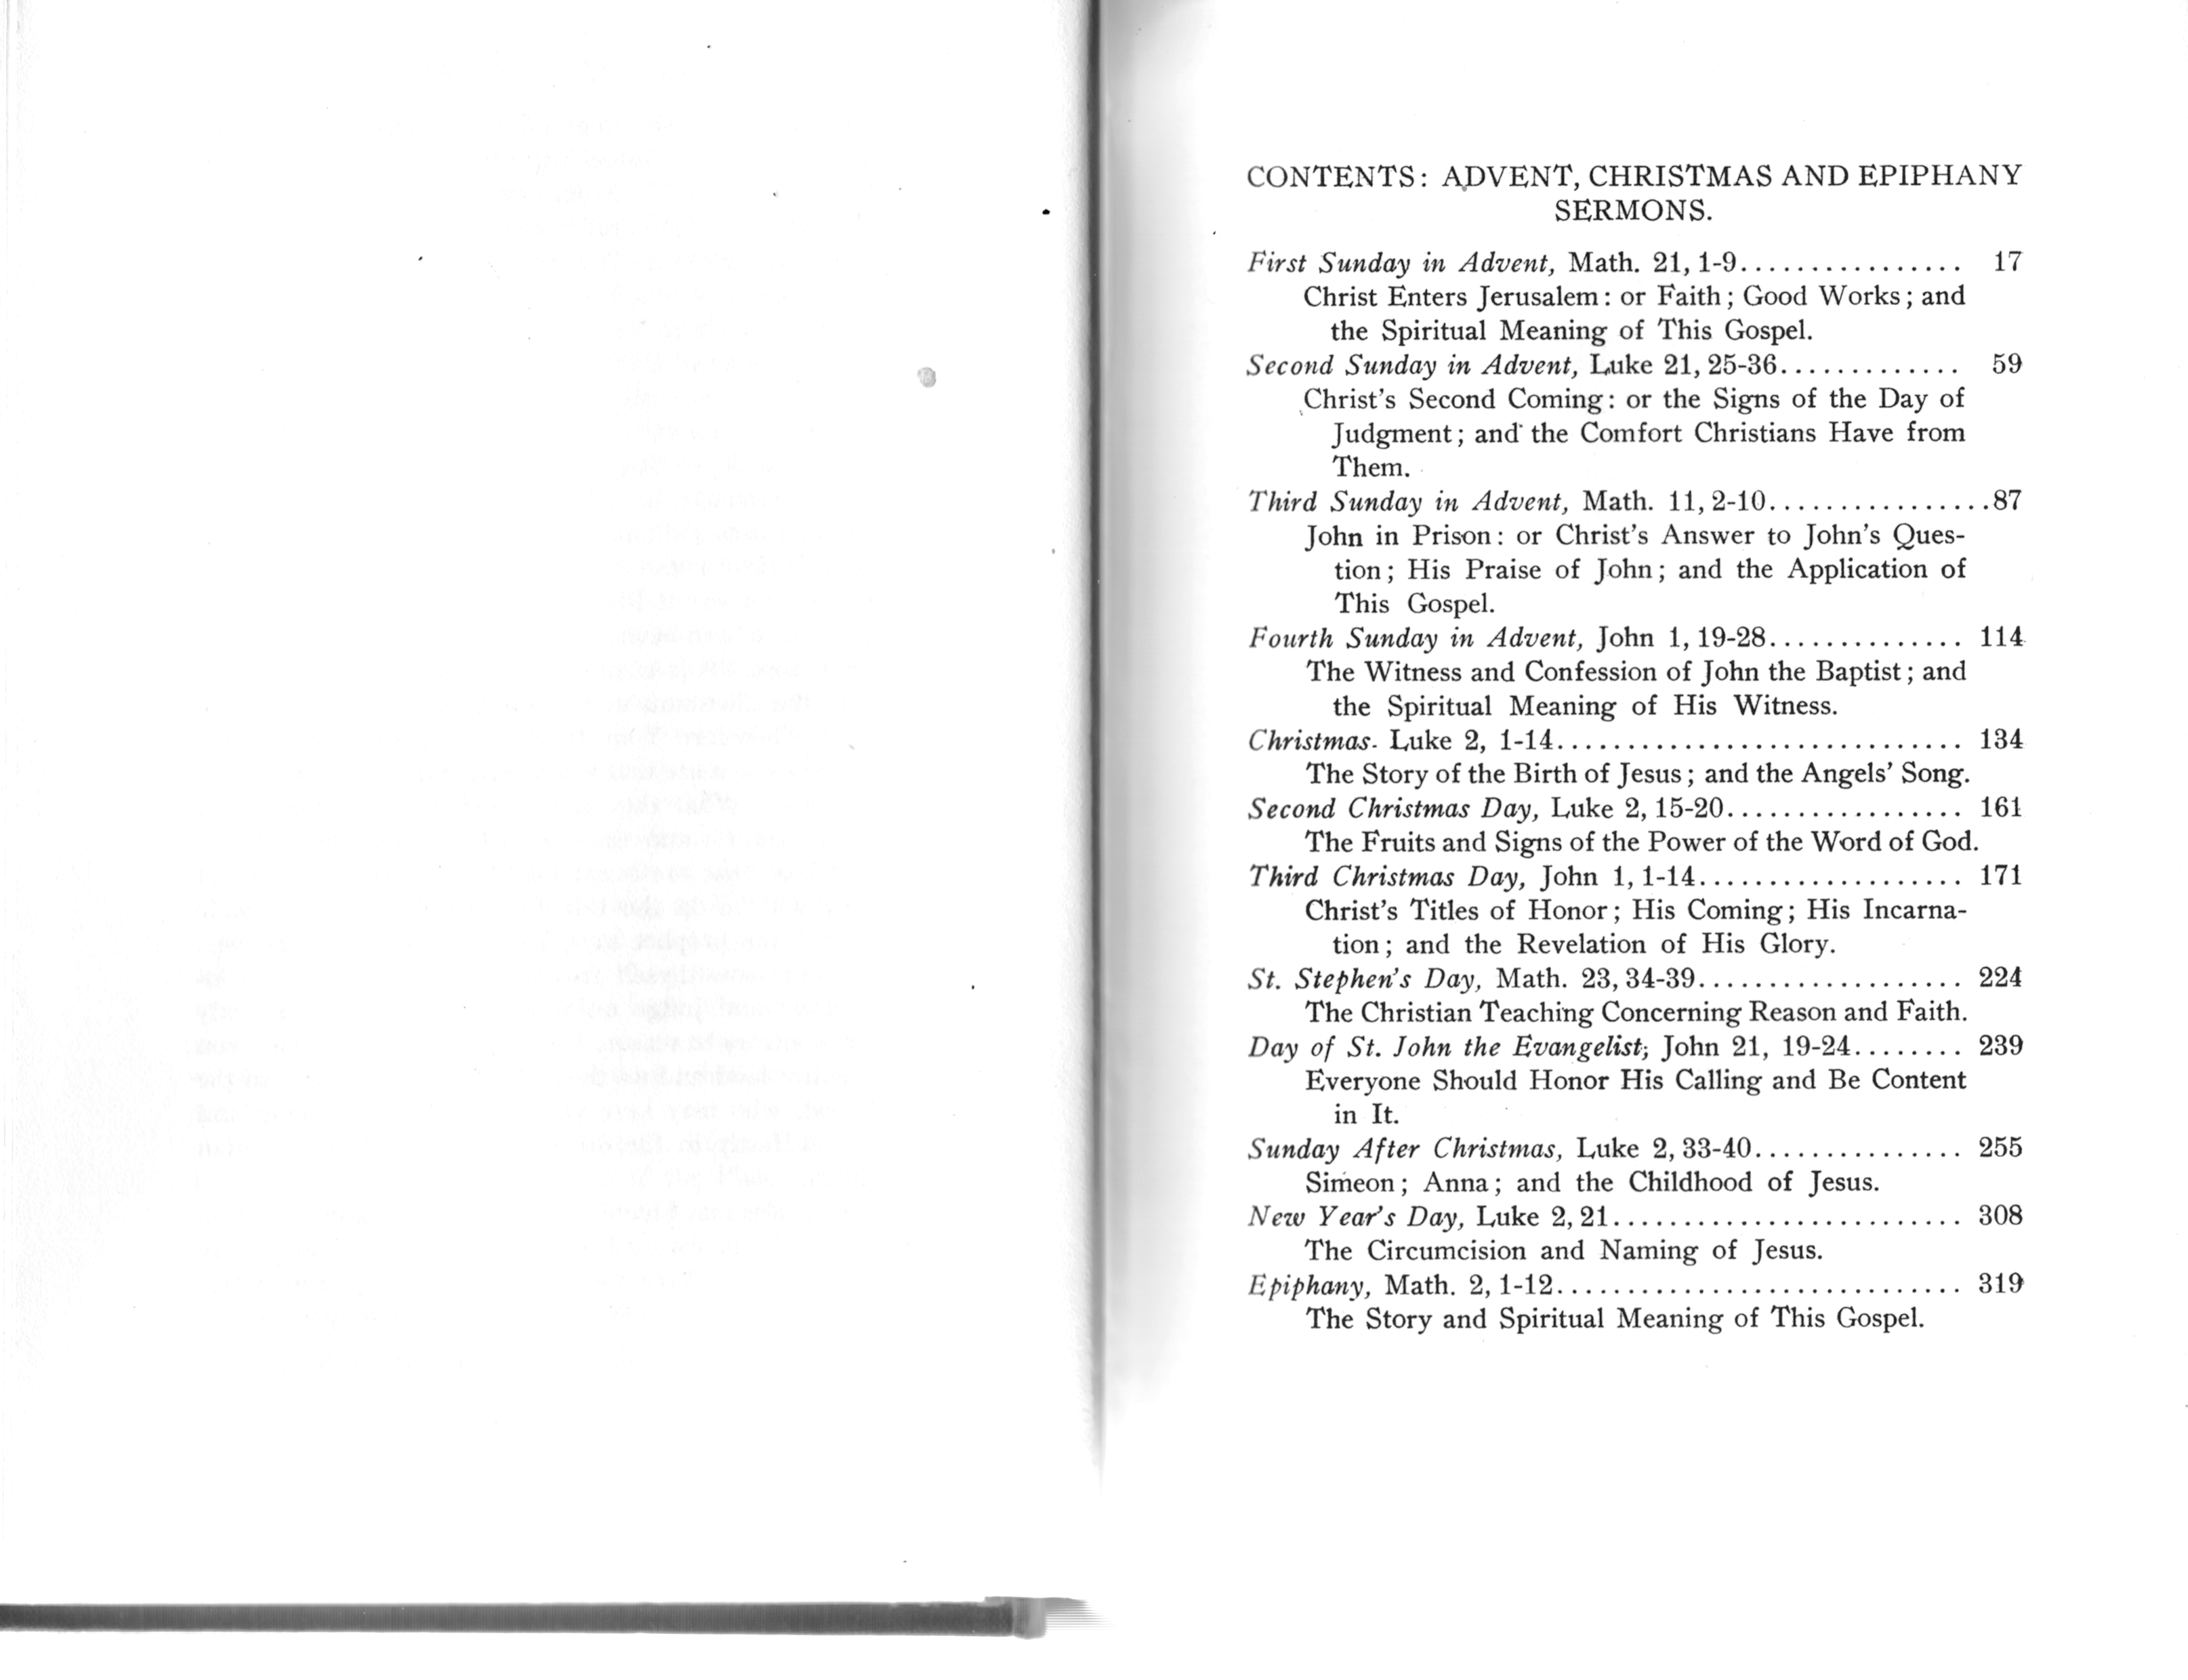 CONTENTS: ADVENT, CHRISTMAS AND EPIPHANY
SERMONS.
First Sunday in Advent, Math. 21, 1-9................ 17
Christ Enters Jerusalem: or Faith; Good Works; and
the Spiritual Meaning of This Gospel.
Second Sunday in Advent, Luke 21, 25-36............. 59
Christ's Second Coming: or the Signs of the Day of
Judgment; and the Comfort Christians Have from
Them.
Third Sunday in Advent, Math. 11, 2-10................87
John in Prison: or Christ's Answer to John's Ques-
tion; His Praise of John; and the Application of
This Gospel.
Fourth Sunday in Advent, John 1, 19-28.............. 114
The Witness and Confession of John the Baptist; and
the Spiritual Meaning of His Witness.
Christmas. Luke 2, 1-14............................. 134
The Story of the Birth of Jesus; and the Angels' Song.
Second Christmas Day, Luke 2, 15-20................. 161
The Fruits and Signs of the Power of the Word of God.
Third Christmas Day, John 1, 1-14................... 171
Christ's Titles of Honor; His Coming; His Incarna-
tion; and the Revelation of His Glory.
St. Stephen's Day, Math. 23, 34-39................... 224
The Christian Teaching Concerning Reason and Faith.
Day of St. John the Evangelist; John 21, 19-24........ 239
Everyone Should Honor His Calling and Be Content
in It.
Sunday After Christmas, Luke 2, 33-40............... 255
Simeon; Anna; and the Childhood of Jesus.
New Year's Day, Luke 2, 21......................... 308
The Circumcision and Naming of Jesus.
Epiphany, Math. 2, 1-12............................. 319
The Story and Spiritual Meaning of This Gospel.